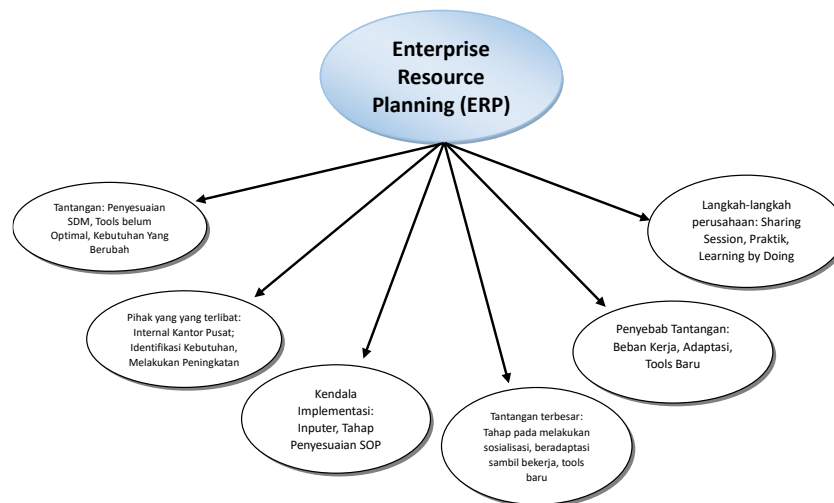 Enterprise
Resource
Planning (ERP)
Tantangan: Penyesuaian
SDM, Tools belum
Optimal, Kebutuhan Yang
Berubah
Pihak yang yang terlibat:
Internal Kantor Pusat;
Identifikasi Kebutuhan,
Melakukan Peningkatan
Kendala
Implementasi:
Inputer, Tahap
Penyesuaian SOP
Tantangan terbesar:
Tahap pada melakukan
sosialisasi, beradaptasi
sambil bekerja, tools
baru
Penyebab Tantangan:
Beban Kerja, Adaptasi,
Tools Baru
Langkah-langkah
perusahaan: Sharing
Session, Praktik,
Learning by Doing